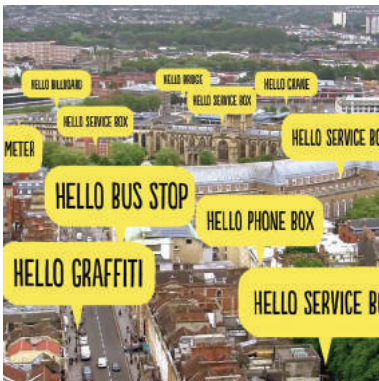 HELLO BILLBOARD
HELLO BRIDGE
HELLO CRANE
HELLO SERVICE BOX
HELLO SERVICE BOX
HELLO SERVICE BO
METER
HELLO BUS STOP
HELLO PHONE BOX
HELLO GRAFFITI
HELLO SERVICE B